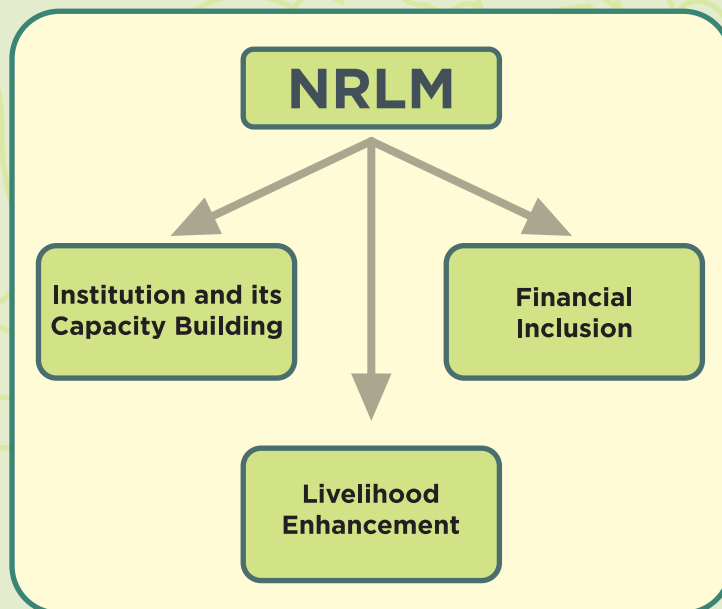 NRLM
Institution and its
Capacity Building
Financial
Inclusion
Livelihood
Enhancement